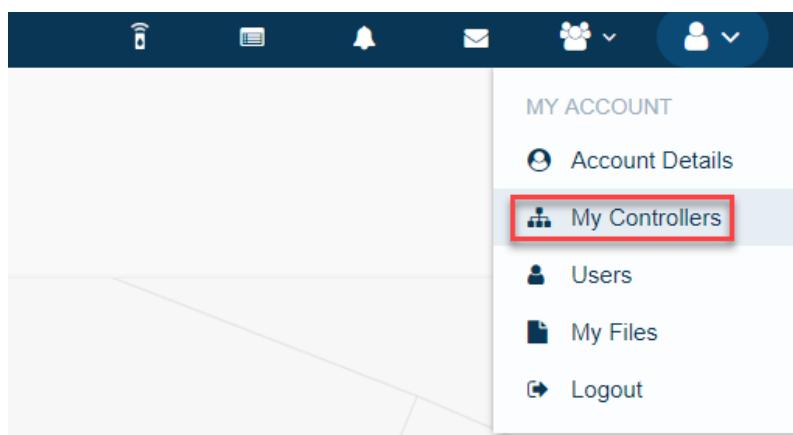 MY ACCOUNT
Account Details
My Controllers
Users
My Files
Logout